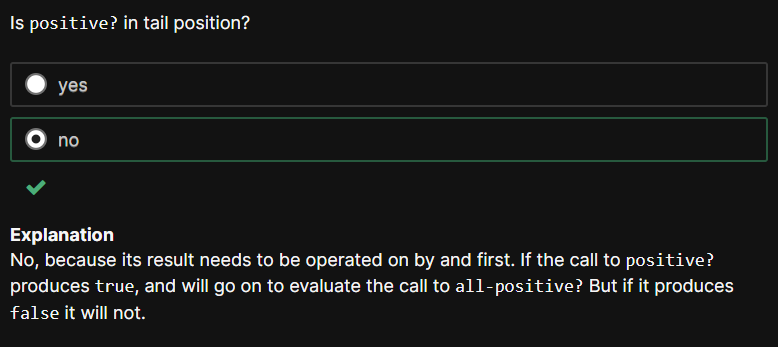 Is positive? in tail position?
yes
no
Explanation
No, because its result needs to be operated on by and first. If the call to positive?
produces true, and will go on to evaluate the call to all-positive? But if it produces
false it will not.